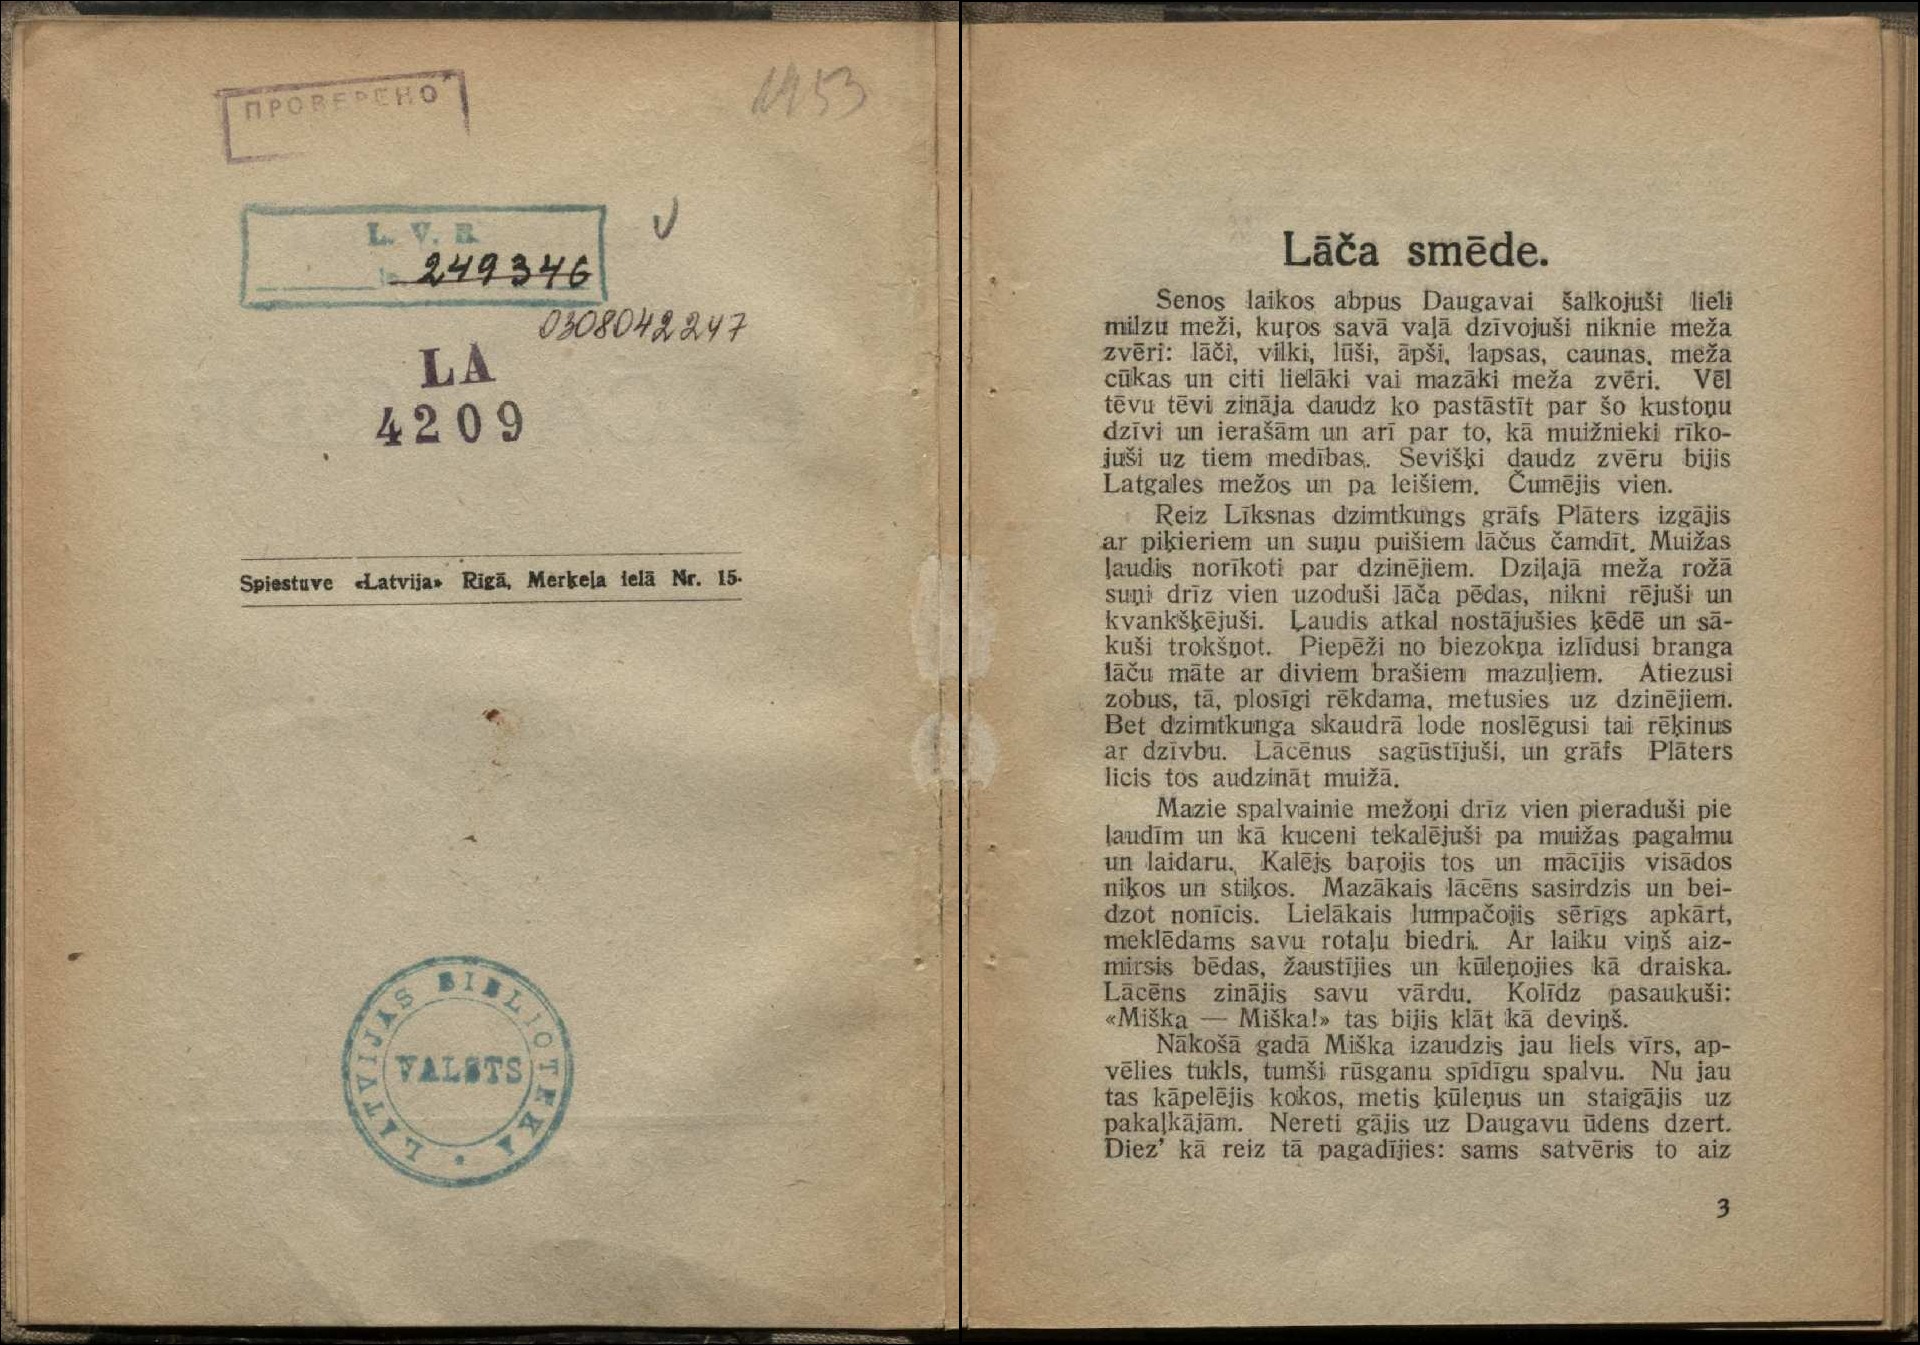 ПРОВЕРЕНО
1953
L. V. B.
249346
0308042247
LA
4209
Spiestuve «Latvija» Rīgā, Merķeļa ielā Nr. 15.
LATVIJAS BIBLIOTEKA
VALSTS
Lāča smēde.
Senos laikos abpus Daugavai šalkojuši lieli
milzu meži, kuŗos savā vaļā dzīvojuši niknie meža
zvēri: lāči, vilki, lūši, āpši, lapsas, caunas, meža
cūkas un citi lielāki vai mazāki meža zvēri. Vēl
tēvu tēvi zināja daudz ko pastāstīt par šo kustoņu
dzīvi un ierašām un arī par to, kā muižnieki rīko-
juši uz tiem medības. Sevišķi daudz zvēru bijis
Latgales mežos un pa leišiem. Čumējis vien.
Reiz Līksnas dzimtkungs grāfs Plāters izgājis
ar piķieriem un suņu puišiem lāčus čamdīt. Muižas
ļaudis norīkoti par dzinējiem. Dziļajā meža rožā
suņi drīz vien uzoduši lāča pēdas, nikni rējuši un
kvankšķējuši. Ļaudis atkal nostājušies ķēdē un sā-
kuši trokšņot. Piepēži no biezokņa izlīdusi branga
lāču māte ar diviem brašiem mazuļiem. Atiezusi
zobus, tā, plosīgi rēkdama, metusies uz dzinējiem.
Bet dzimtkunga skaudrā lode noslēgusi tai rēķinus
ar dzīvbu. Lācēnus sagūstījuši, un grāfs Plāters
licis tos audzināt muižā.
Mazie spalvainie mežoņi drīz vien pieraduši pie
ļaudīm un kā kuceni tekalējuši pa muižas pagalmu
un laidaru. Kalējs baŗojis tos un mācījis visādos
niķos un stiķos. Mazākais lācēns sasirdzis un bei-
dzot nonīcis. Lielākais lumpačojis sērīgs apkārt,
meklēdams savu rotaļu biedri. Ar laiku viņš aiz-
mirsis bēdas, žaustījies un kūleņojies kā draiska.
Lācēns zinājis savu vārdu. Kolīdz pasaukuši:
«Miška — Miška!» tas bijis klāt kā deviņš.
Nākošā gadā Miška izaudzis jau liels vīrs, ap-
vēlies tukls, tumši rūsganu spīdīgu spalvu. Nu jau
tas kāpelējis kokos, metis ķūleņus un staigājis uz
pakaļkājām. Nereti gājis uz Daugavu ūdens dzert.
Diez' kā reiz tā pagadījies: sams satvēris to aiz
3